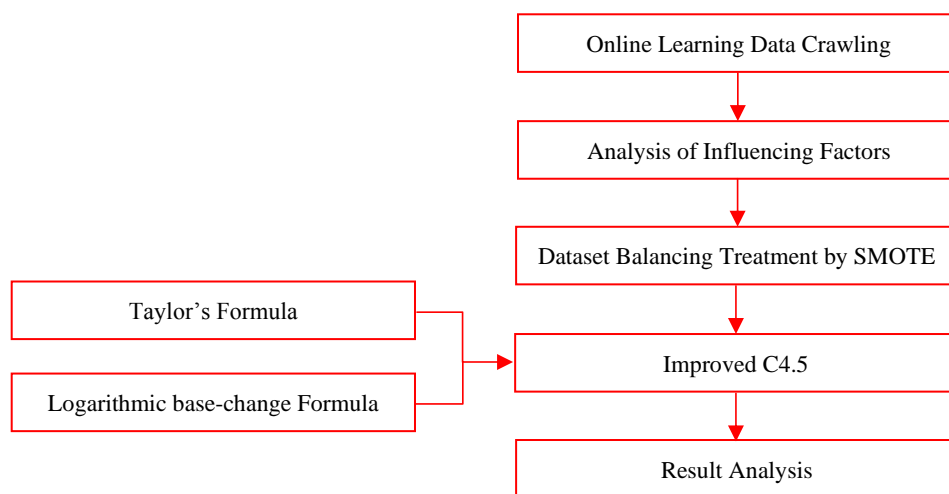 Online Learning Data Crawling
Analysis of Influencing Factors
Dataset Balancing Treatment by SMOTE
Taylor’s Formula
Logarithmic base-change Formula
Improved C4.5
Result Analysis